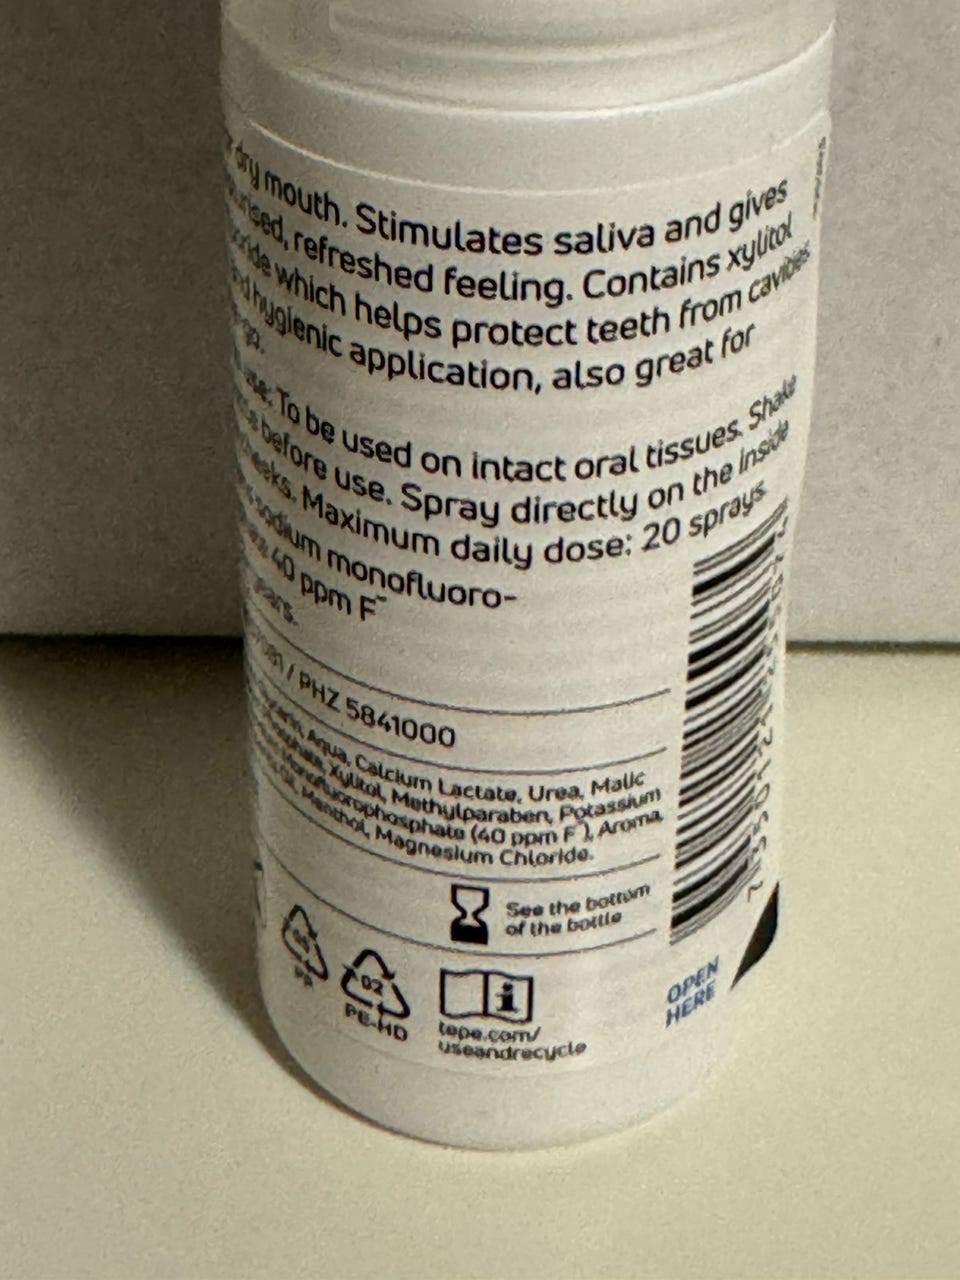 dry mouth. Stimulates saliva and gives
refreshed feeling. Contains xylitol
which helps protect teeth from cavities
hygienic application, also great for
use: To be used on intact oral tissues. Shake
before use. Spray directly on the inside
cheeks. Maximum daily dose: 20 sprays.
sodium monofluoro-
40 ppm F⁻
years.
/ PHZ 5841000
Aqua, Calcium Lactate, Urea, Malic
Xylitol, Methylparaben, Potassium
Monofluorophosphate (40 ppm F⁻), Aroma,
Oil, Menthol, Magnesium Chloride.
See the bottom
of the bottle
PP
02
PE-HD
tepe.com/
useandrecycle
OPEN
HERE